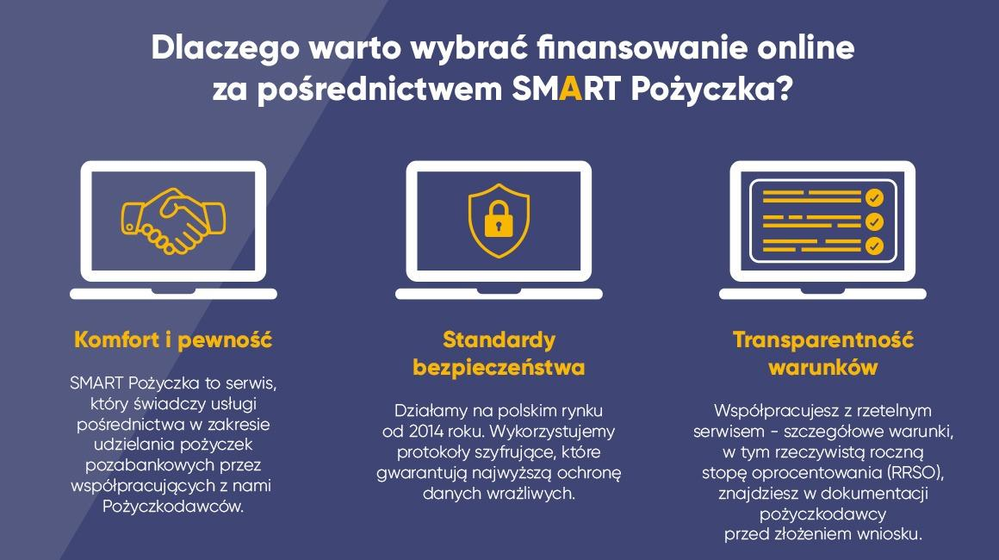 Dlaczego warto wybrać finansowanie online
za pośrednictwem SMART Pożyczka?
Komfort i pewność
SMART Pożyczka to serwis,
który świadczy usługi
pośrednictwa w zakresie
udzielania pożyczek
pozabankowych przez
współpracujących z nami
Pożyczkodawców.
Standardy
bezpieczeństwa
Działamy na polskim rynku
od 2014 roku. Wykorzystujemy
protokoły szyfrujące, które
gwarantują najwyższą ochronę
danych wrażliwych.
Transparentność
warunków
Współpracujesz z rzetelnym
serwisem - szczegółowe warunki,
w tym rzeczywistą roczną
stopę oprocentowania (RRSO),
znajdziesz w dokumentacji
pożyczkodawcy
przed złożeniem wniosku.